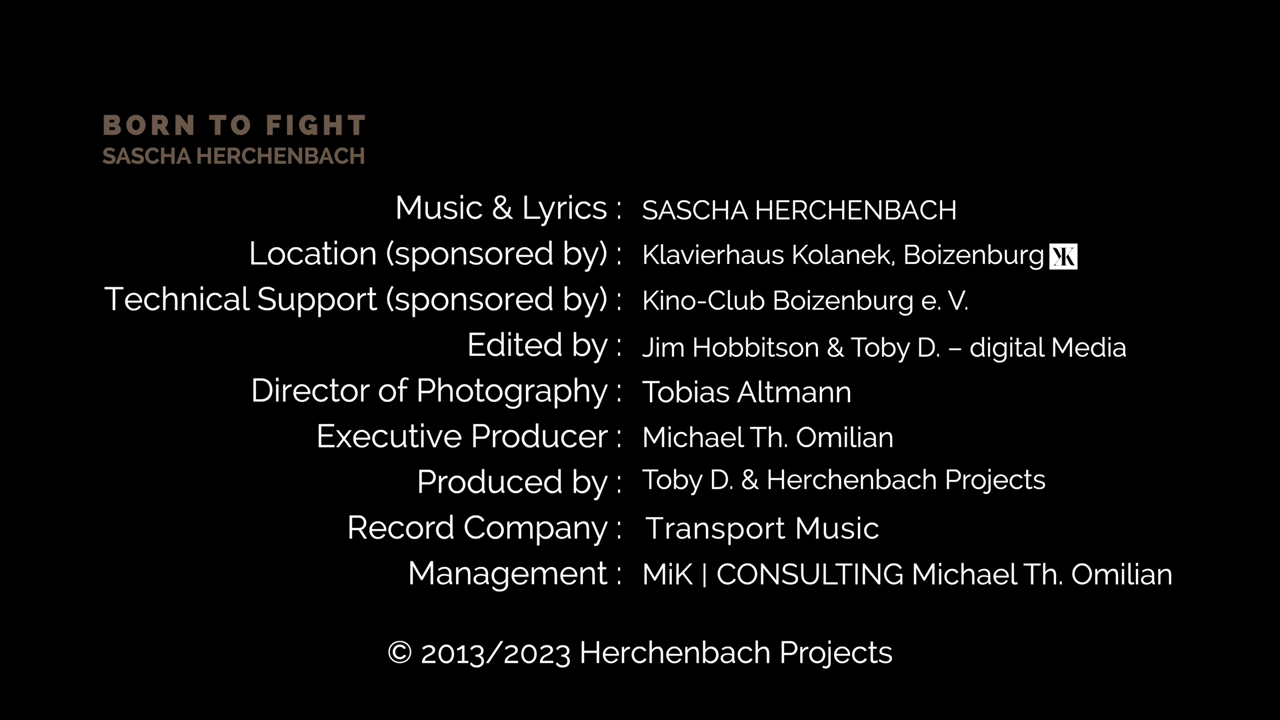 BORN TO FIGHT
SASCHA HERCHENBACH
Music & Lyrics : SASCHA HERCHENBACH
Location (sponsored by) : Klavierhaus Kolanek, Boizenburg KK
Technical Support (sponsored by) : Kino-Club Boizenburg e. V.
Edited by : Jim Hobbitson & Toby D. – digital Media
Director of Photography : Tobias Altmann
Executive Producer : Michael Th. Omilian
Produced by : Toby D. & Herchenbach Projects
Record Company : Transport Music
Management : MiK | CONSULTING Michael Th. Omilian
© 2013/2023 Herchenbach Projects